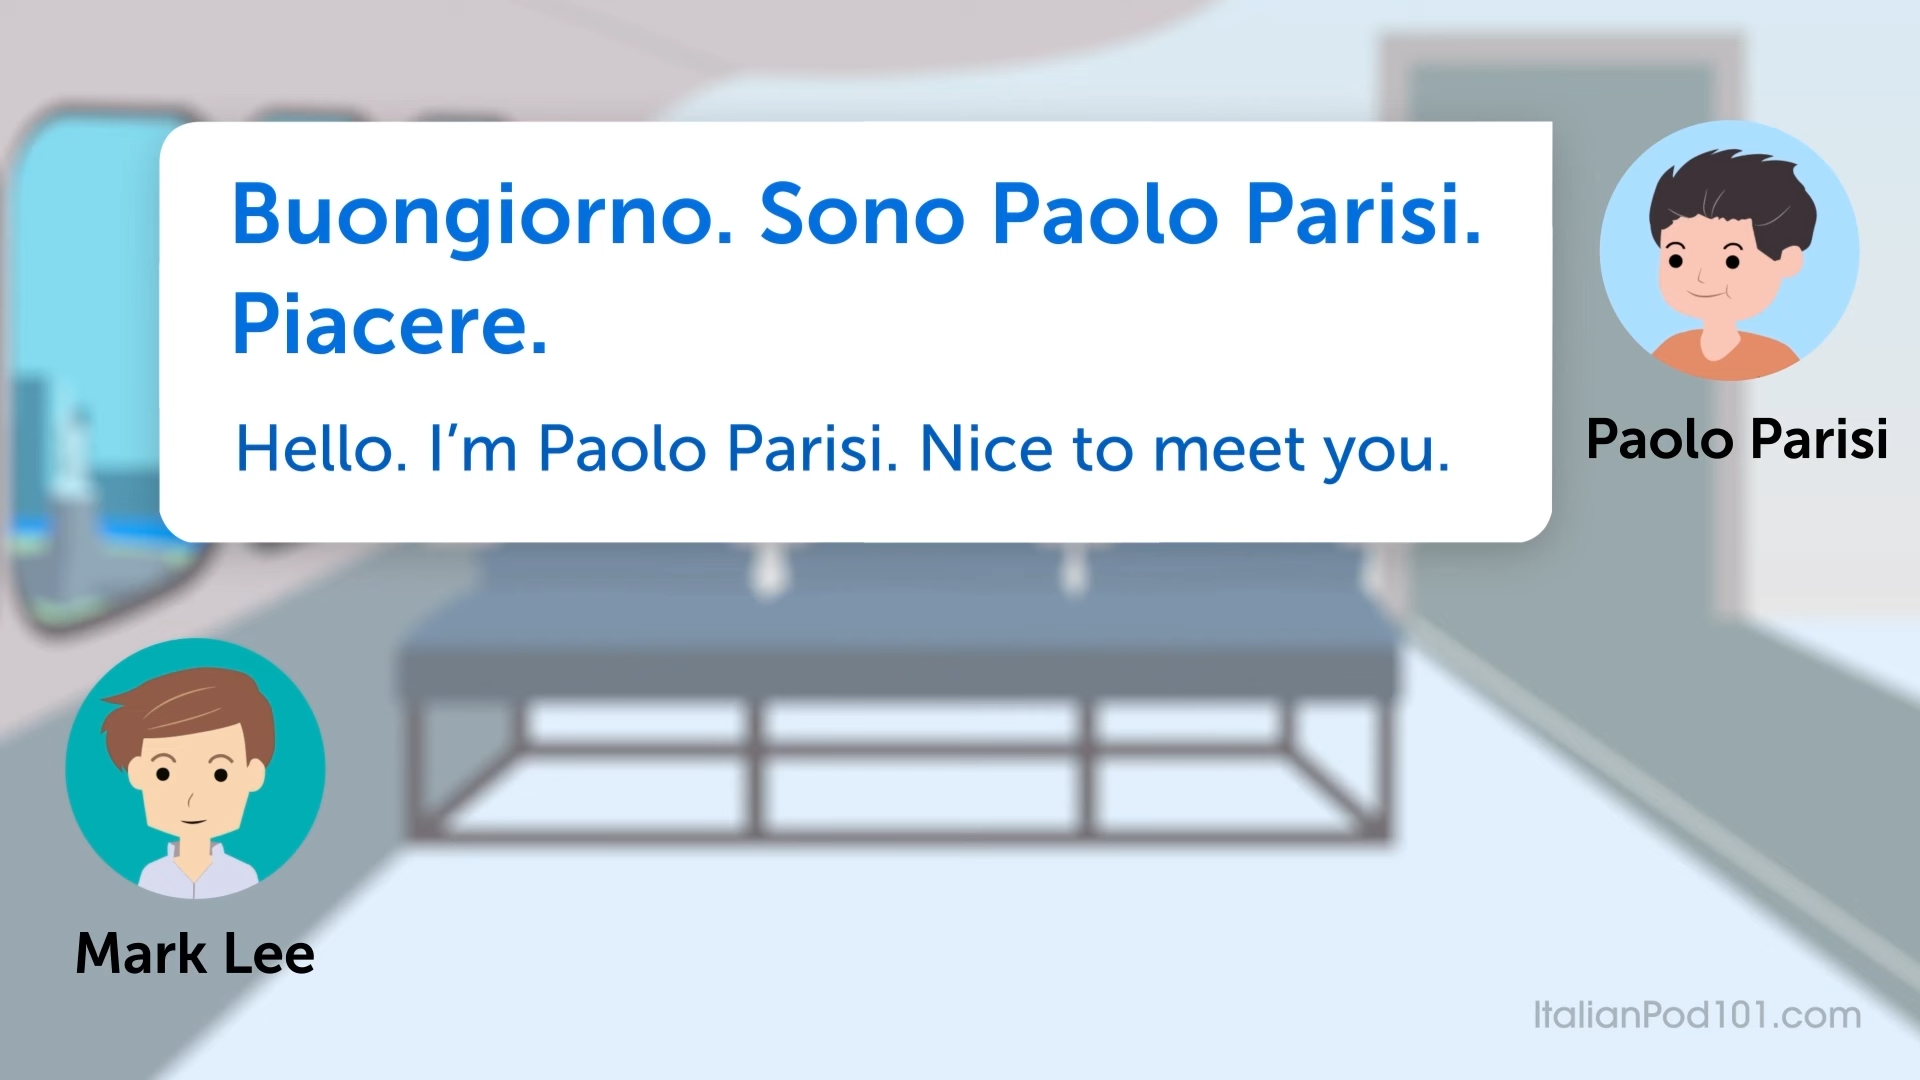 Buongiorno. Sono Paolo Parisi.
Piacere.
Hello. I’m Paolo Parisi. Nice to meet you.
Paolo Parisi
Mark Lee
ItalianPod101.com